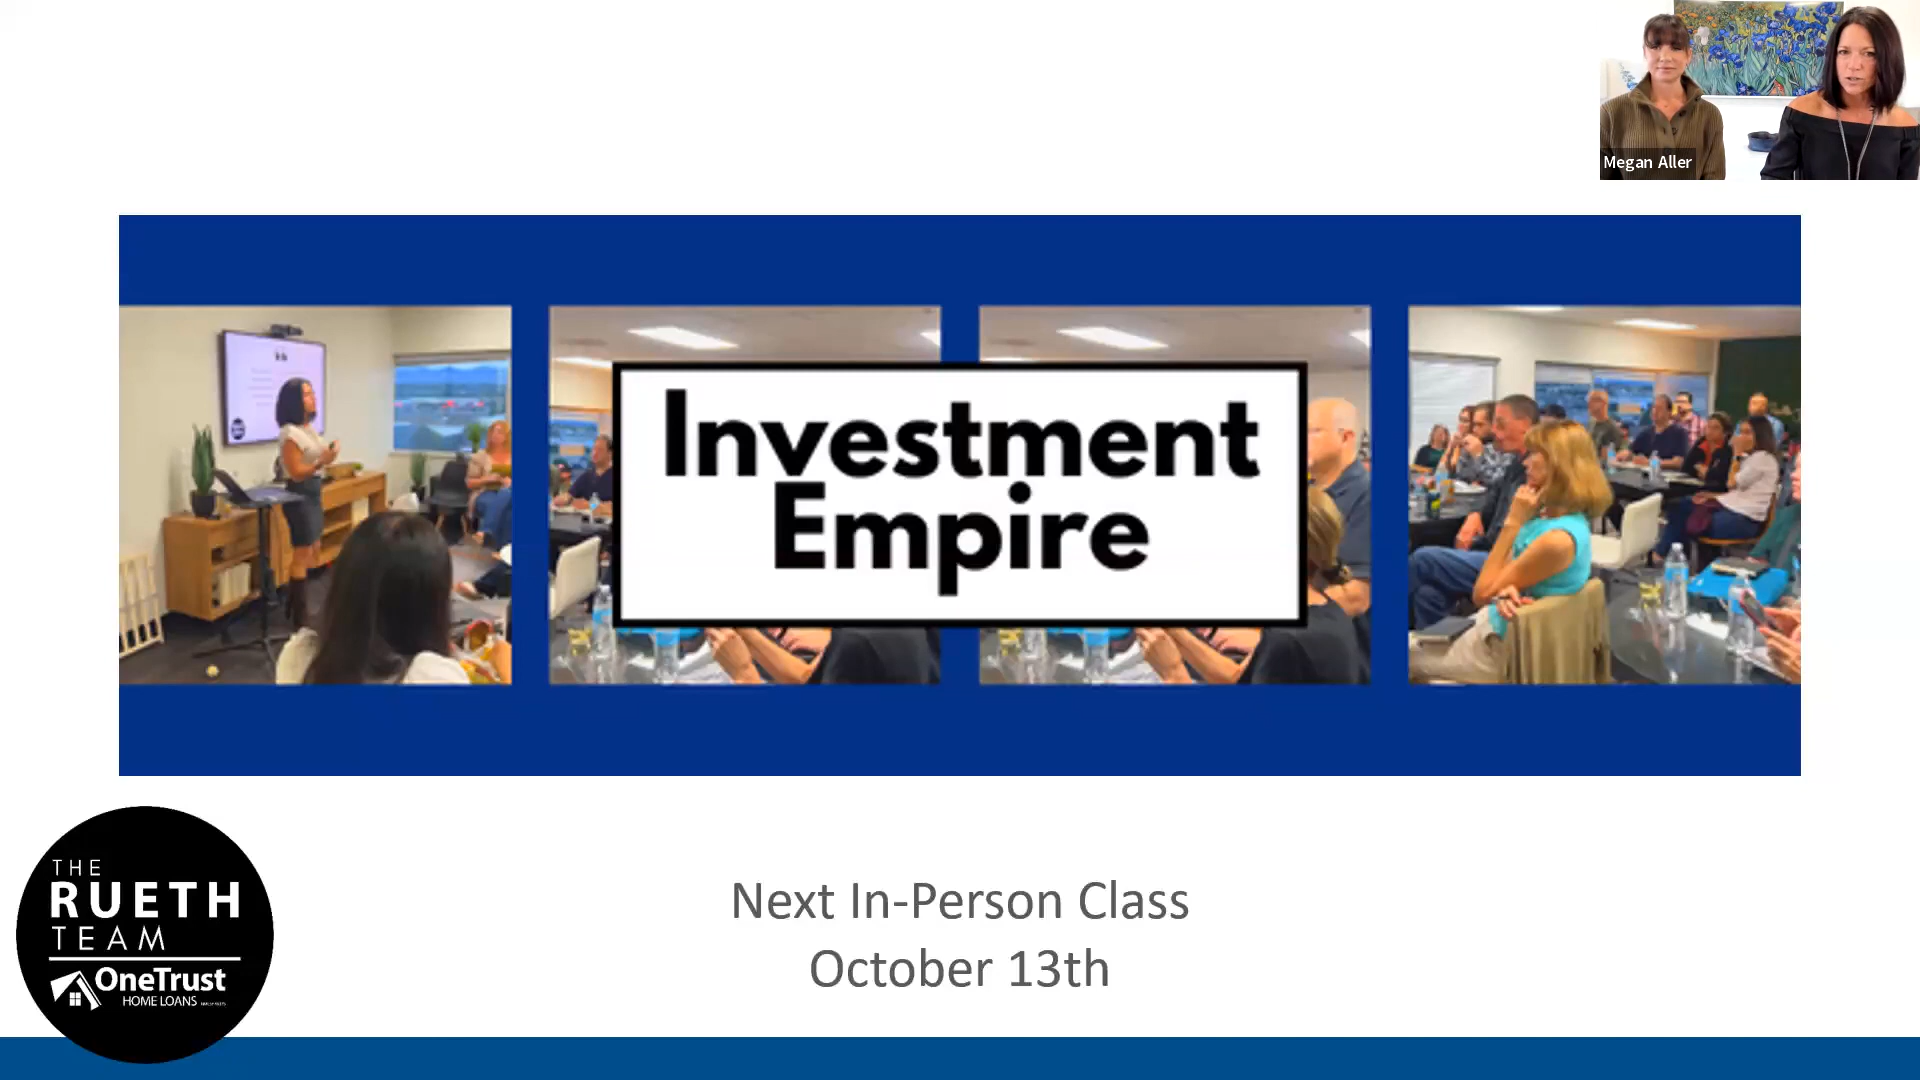 Megan Aller
Investment
Empire
THE
RUETH
TEAM
OneTrust
HOME LOANS
Next In-Person Class
October 13th